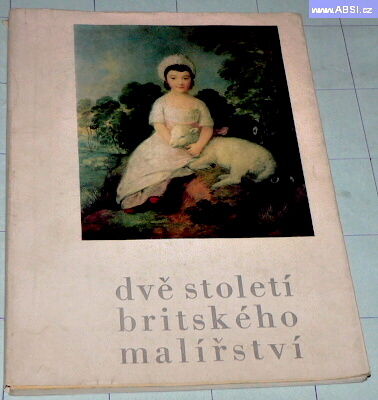 www.ABSI.cz
dvě století
britského
malířství